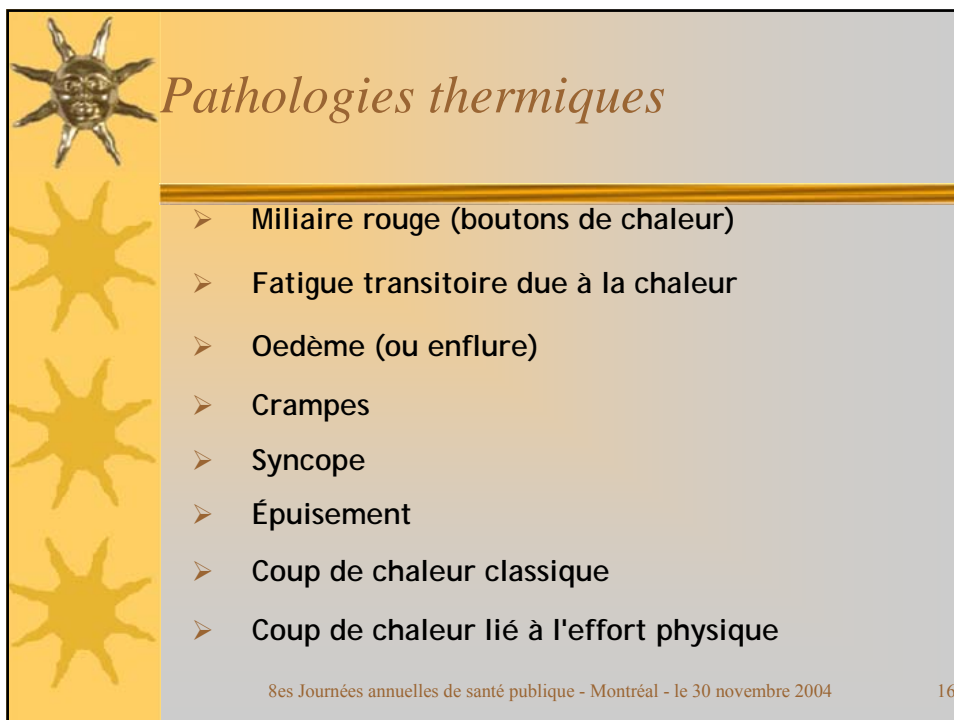 Pathologies thermiques
➢ Miliaire rouge (boutons de chaleur)
➢ Fatigue transitoire due à la chaleur
➢ Oedème (ou enflure)
➢ Crampes
➢ Syncope
➢ Épuisement
➢ Coup de chaleur classique
➢ Coup de chaleur lié à l'effort physique
8es Journées annuelles de santé publique - Montréal - le 30 novembre 2004 16